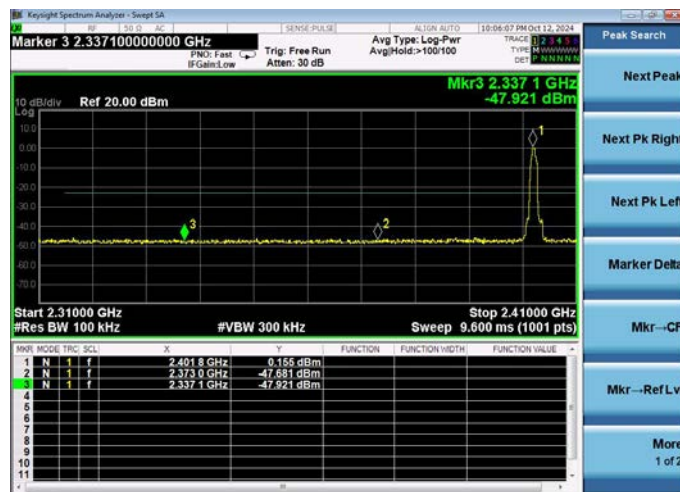 Keysight Spectrum Analyzer - Swept SA
RF 50 Ω AC SENSE:PULSE ALIGN AUTO 10:06:07 PM Oct 12, 2024
Marker 3 2.337100000000 GHz
PNO: Fast
IFGain:Low
Trig: Free Run
Atten: 30 dB
Avg Type: Log-Pwr
Avg|Hold:>100/100
TRACE 1 2 3 4 5 6
TYPE M WWWWW
DET P N N N N N
Peak Search
Mkr3 2.337 1 GHz
-47.921 dBm
10 dB/div Ref 20.00 dBm
Log
10.0
0.00
-10.0
-20.0
-30.0
-40.0
-50.0
-60.0
-70.0
1
2
3
Start 2.31000 GHz Stop 2.41000 GHz
#Res BW 100 kHz #VBW 300 kHz Sweep 9.600 ms (1001 pts)
MKR MODE TRC SCL X Y FUNCTION FUNCTION WIDTH FUNCTION VALUE
1 N 1 f 2.401 8 GHz 0.155 dBm
2 N 1 f 2.373 0 GHz -47.681 dBm
3 N 1 f 2.337 1 GHz -47.921 dBm
4
5
6
7
8
9
10
11
Next Peak
Next Pk Right
Next Pk Left
Marker Delta
Mkr→CF
Mkr→Ref Lvl
More
1 of 2